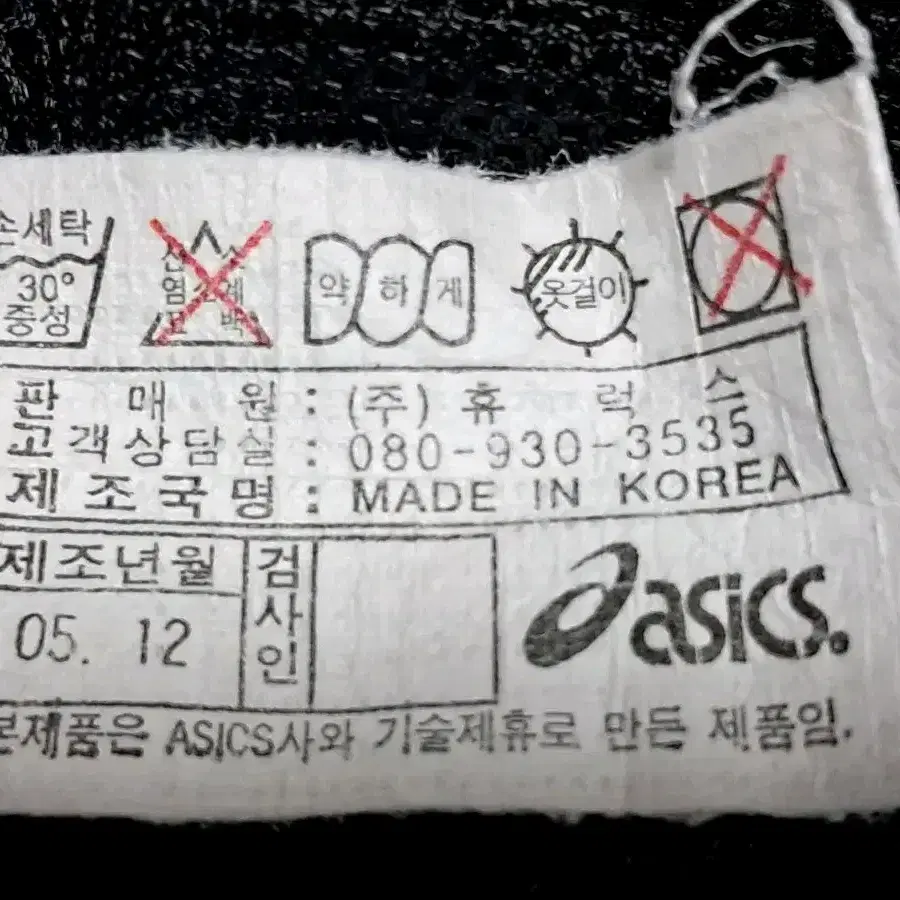 손세탁
30°
중성
염소
표백
약하게
옷걸이
판매원 : (주)휴럭스
고객상담실 : 080-930-3535
제조국명 : MADE IN KOREA
제조년월
05. 12
검사인
asics.
본제품은 ASICS사와 기술제휴로 만든 제품임.